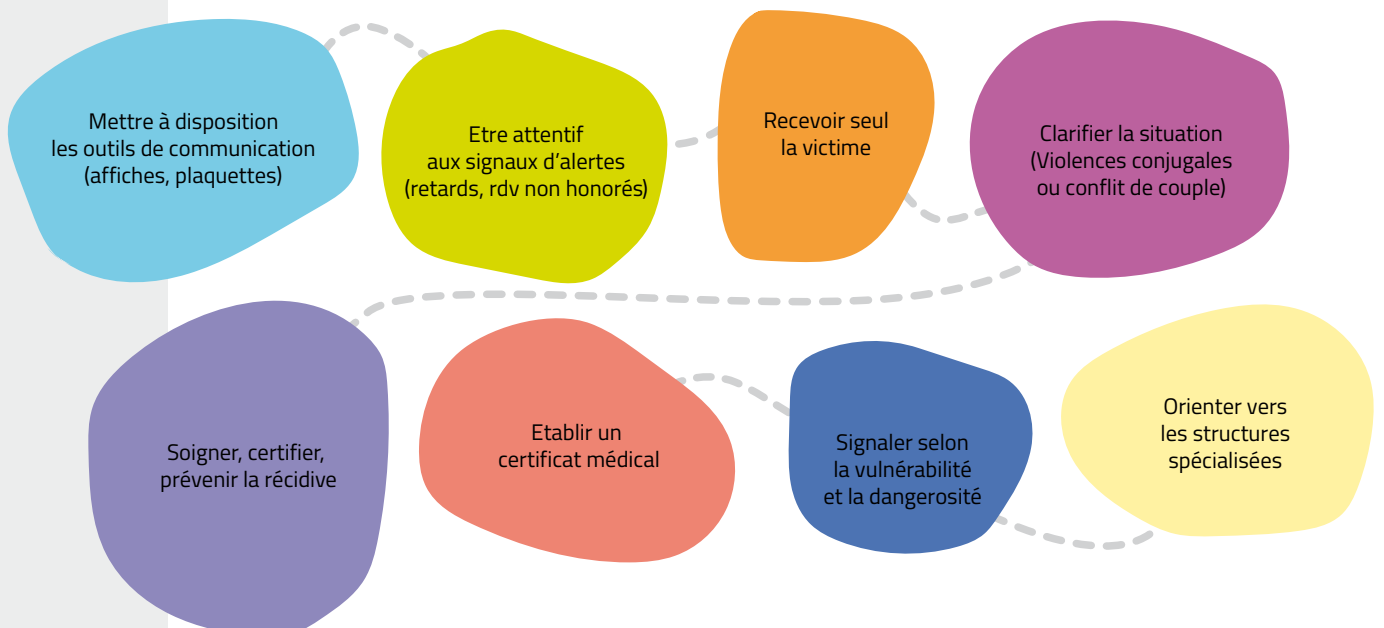 Mettre à disposition
les outils de communication
(affiches, plaquettes)
Etre attentif
aux signaux d'alertes
(retards, rdv non honorés)
Recevoir seul
la victime
Clarifier la situation
(Violences conjugales
ou conflit de couple)
Soigner, certifier,
prévenir la récidive
Etablir un
certificat médical
Signaler selon
la vulnérabilité
et la dangerosité
Orienter vers
les structures
spécialisées